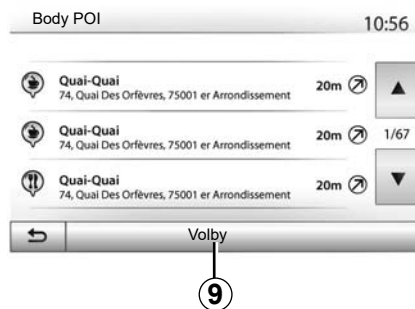 Body POI 10:56
Quai-Quai
74, Quai Des Orfèvres, 75001 er Arrondissement
20m
Quai-Quai
74, Quai Des Orfèvres, 75001 er Arrondissement
20m
1/67
Quai-Quai
74, Quai Des Orfèvres, 75001 er Arrondissement
20m
Volby
9